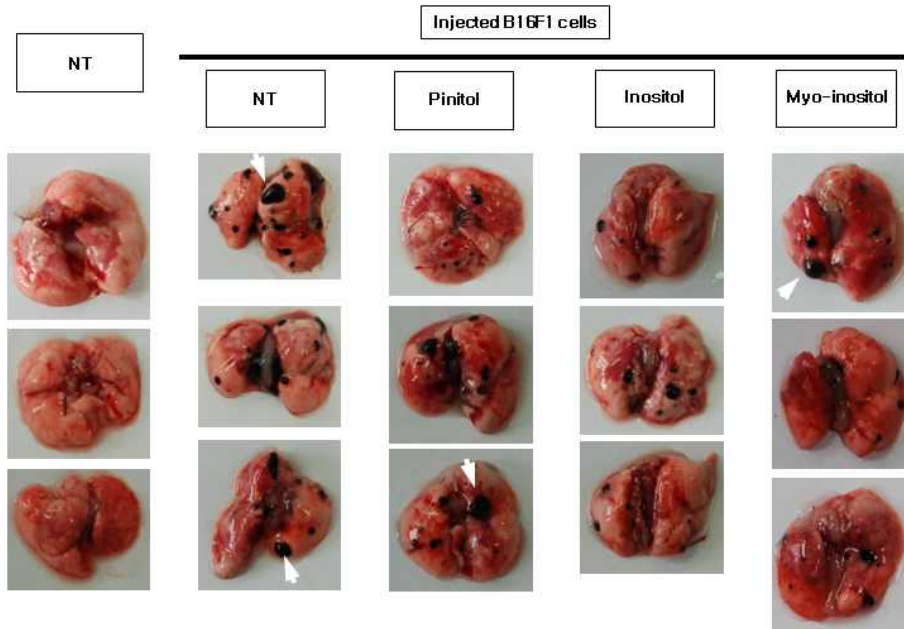 Injected B16F1 cells
NT
NT
Pinitol
Inositol
Myo-inositol